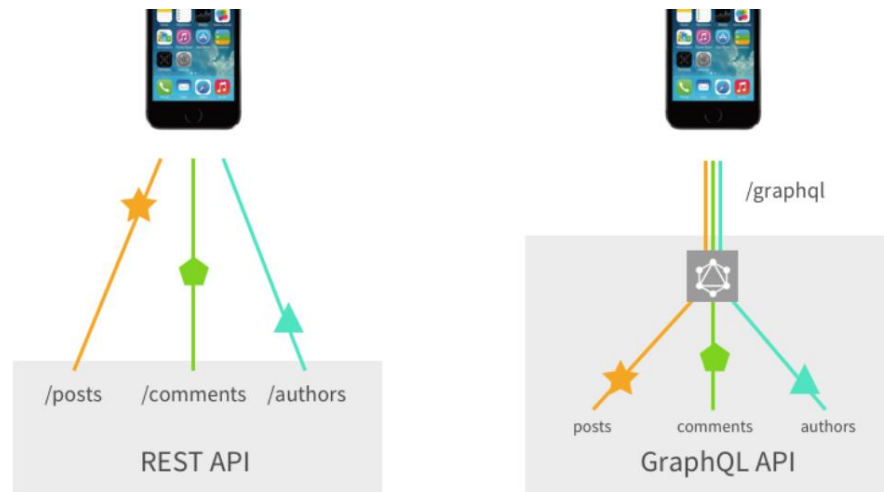 /graphql
/posts /comments /authors
REST API
posts comments authors
GraphQL API